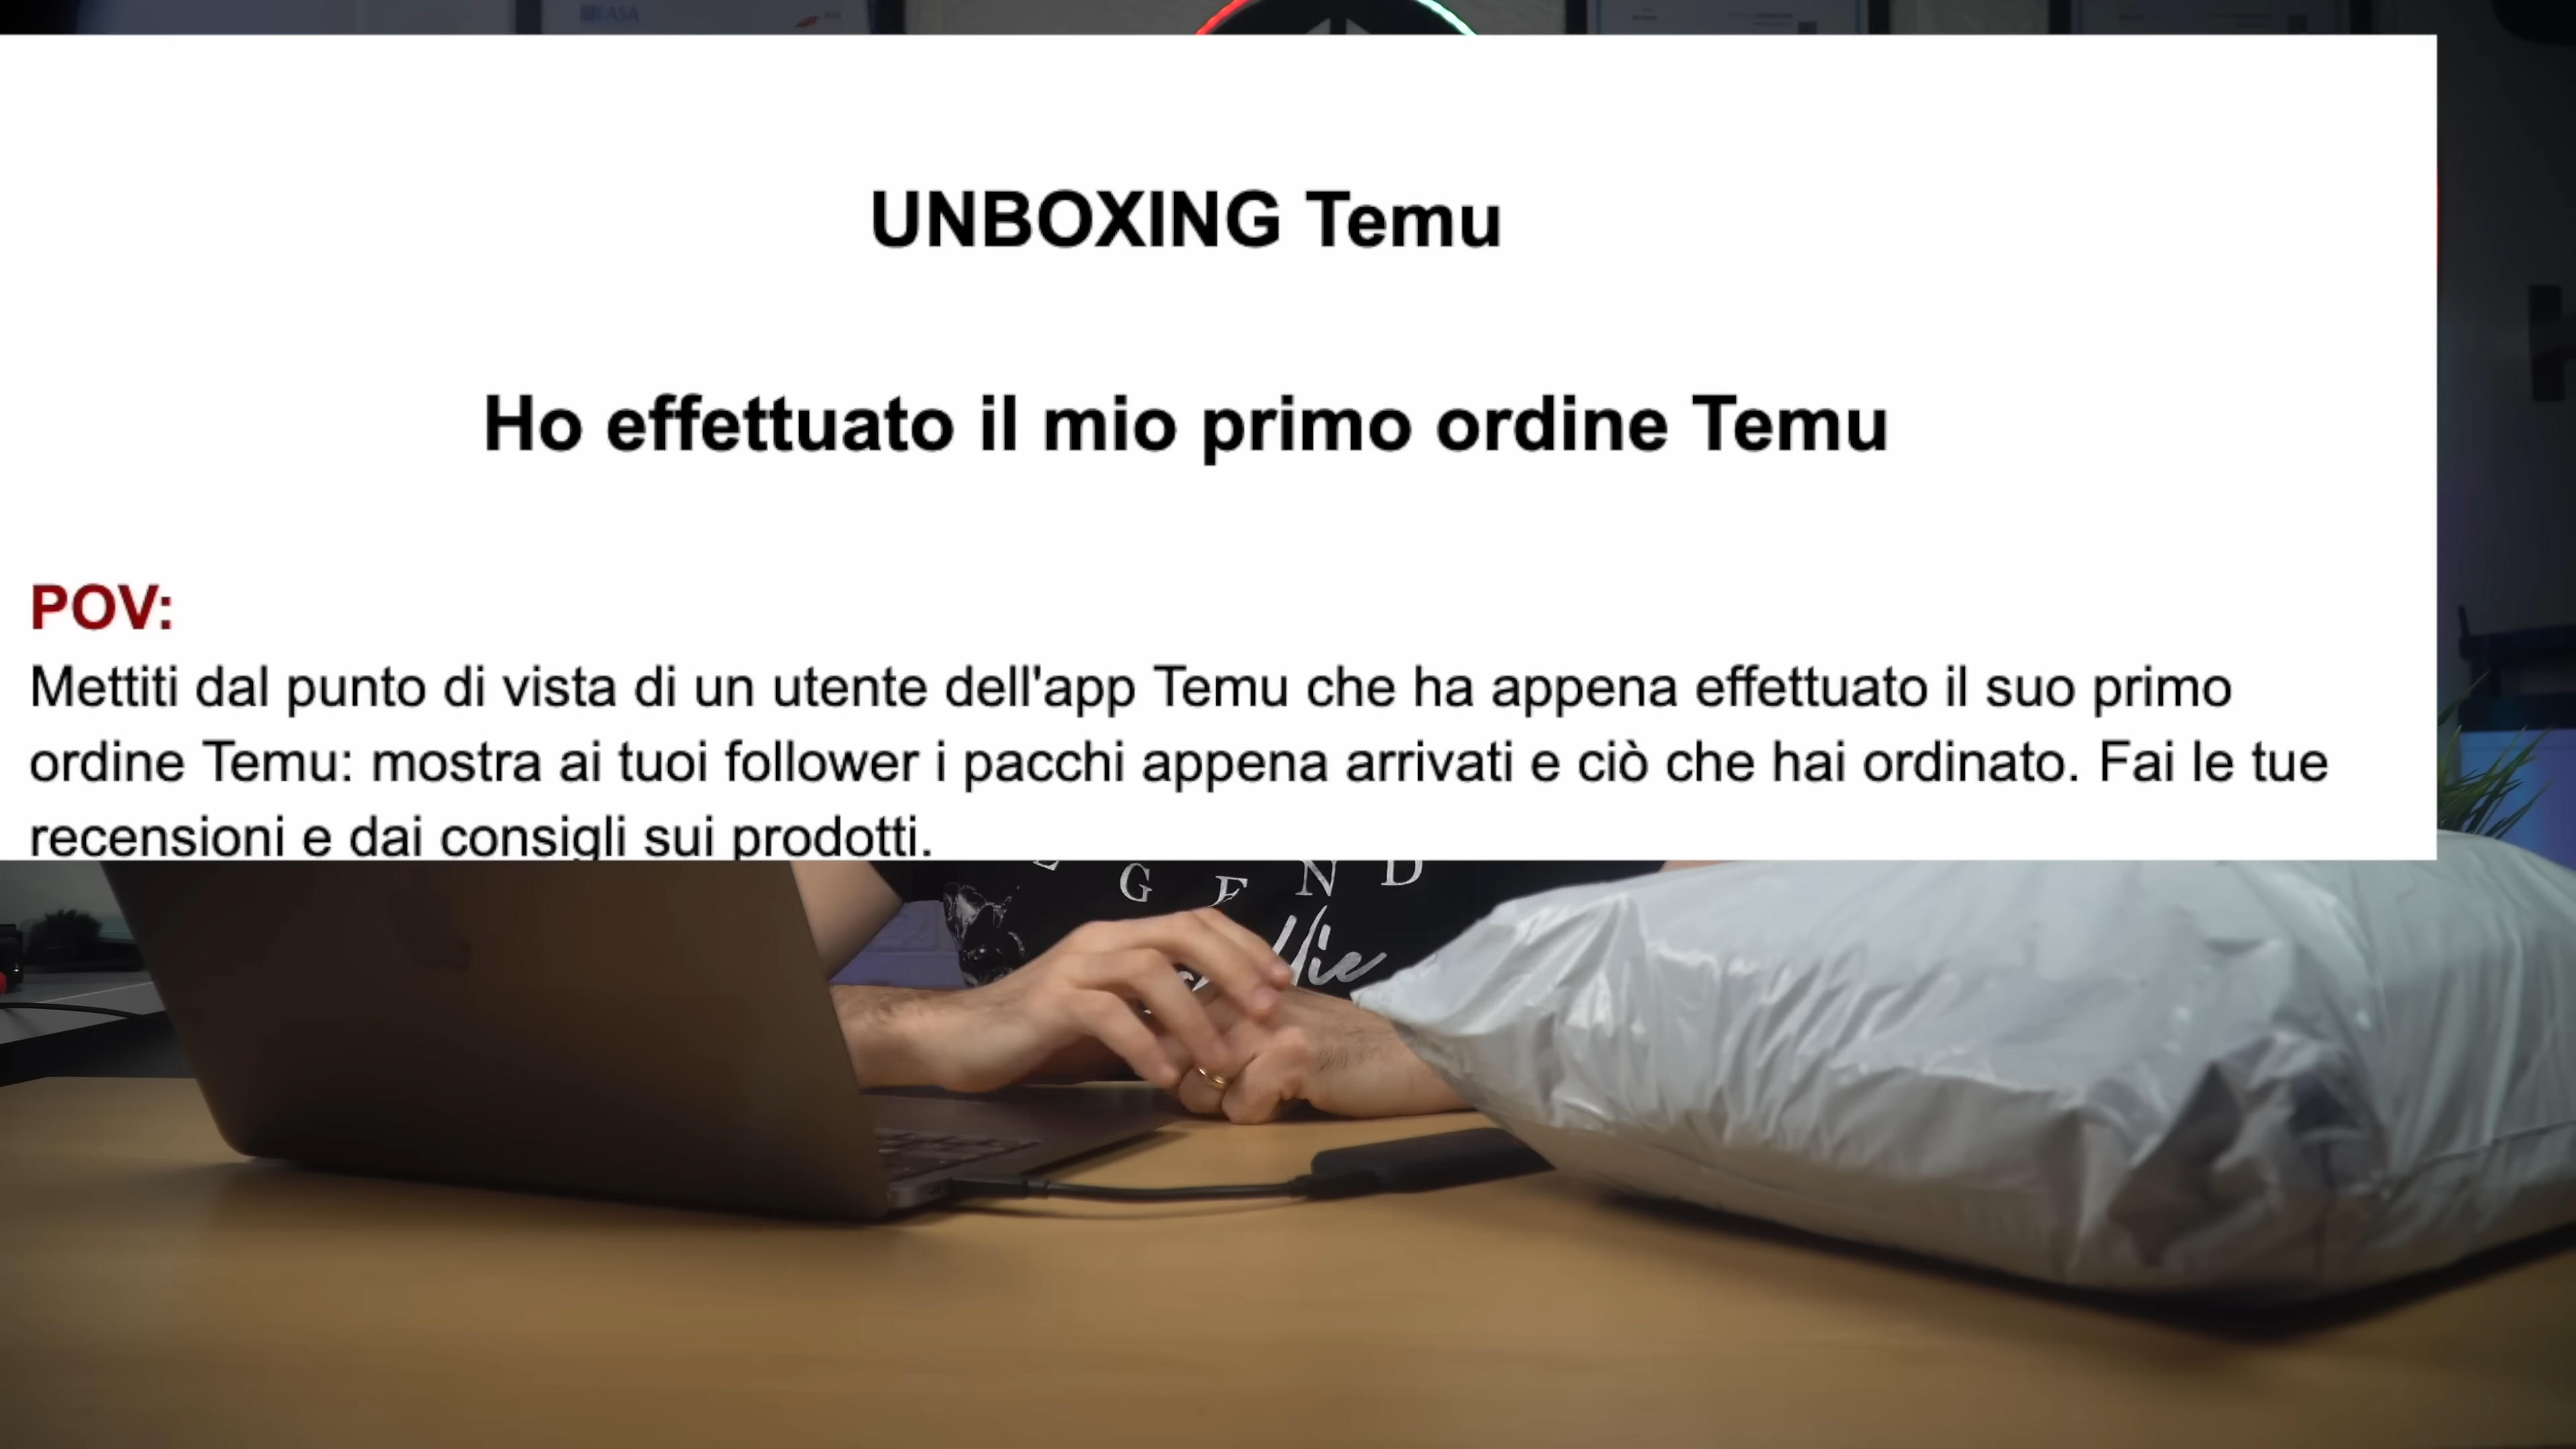 EASA
UNBOXING Temu
Ho effettuato il mio primo ordine Temu
POV:
Mettiti dal punto di vista di un utente dell'app Temu che ha appena effettuato il suo primo
ordine Temu: mostra ai tuoi follower i pacchi appena arrivati e ciò che hai ordinato. Fai le tue
recensioni e dai consigli sui prodotti.
G E N D